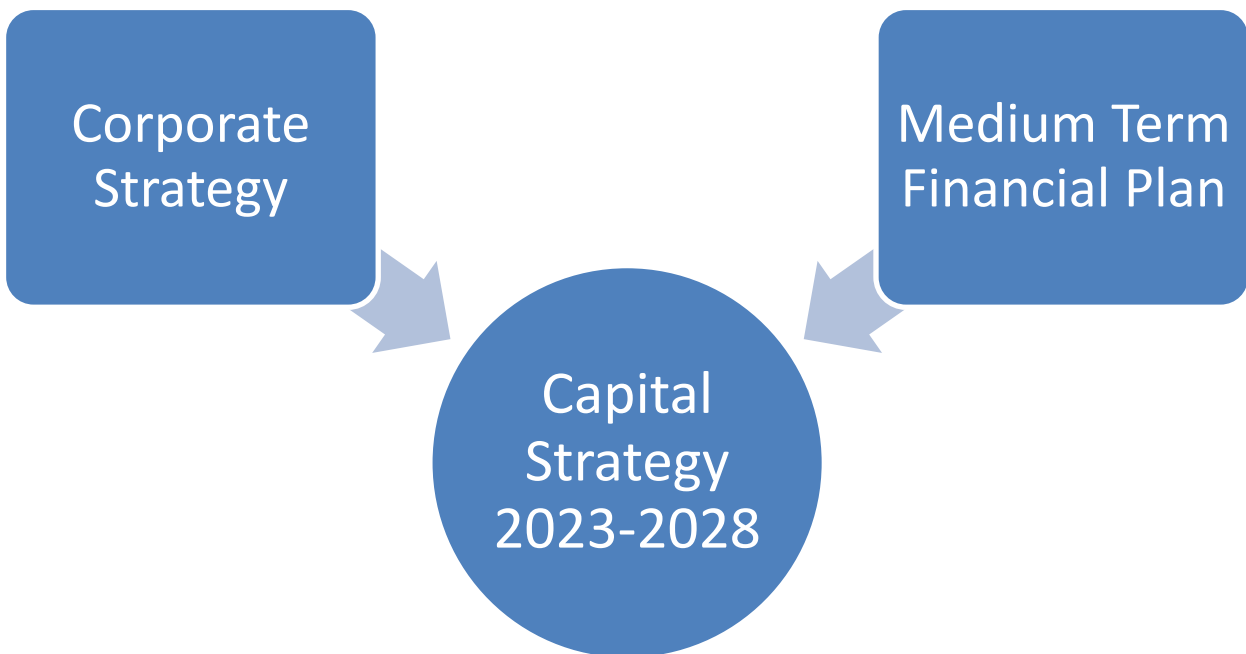 Corporate
Strategy
Medium Term
Financial Plan
Capital
Strategy
2023-2028